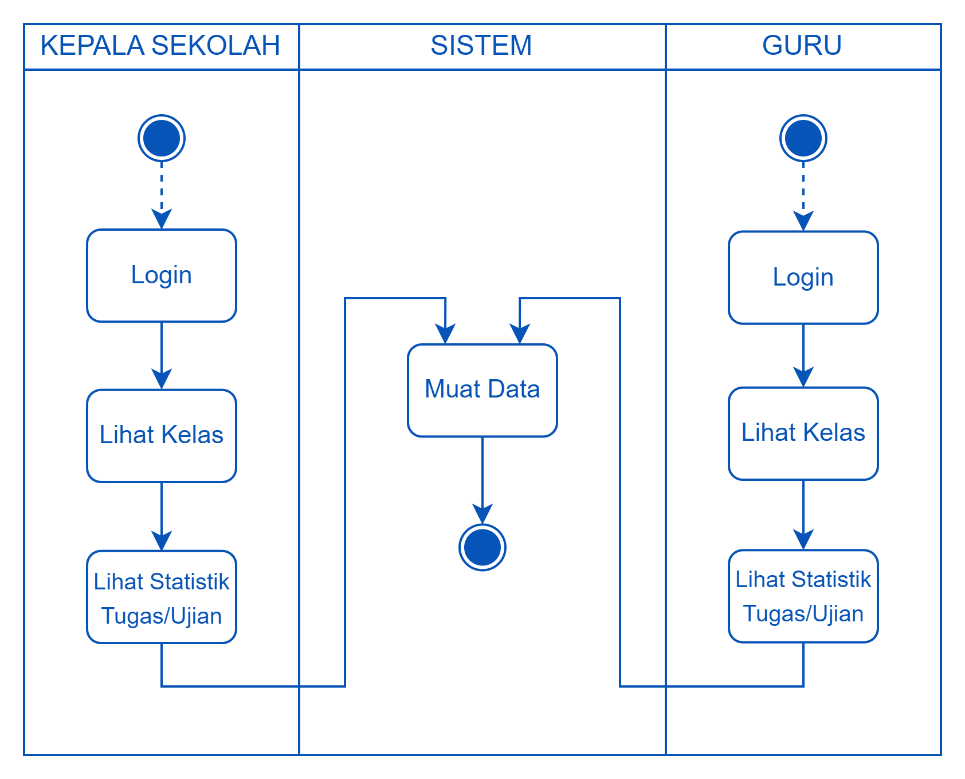 KEPALA SEKOLAH
SISTEM
GURU
Login
Lihat Kelas
Lihat Statistik
Tugas/Ujian
Muat Data
Login
Lihat Kelas
Lihat Statistik
Tugas/Ujian